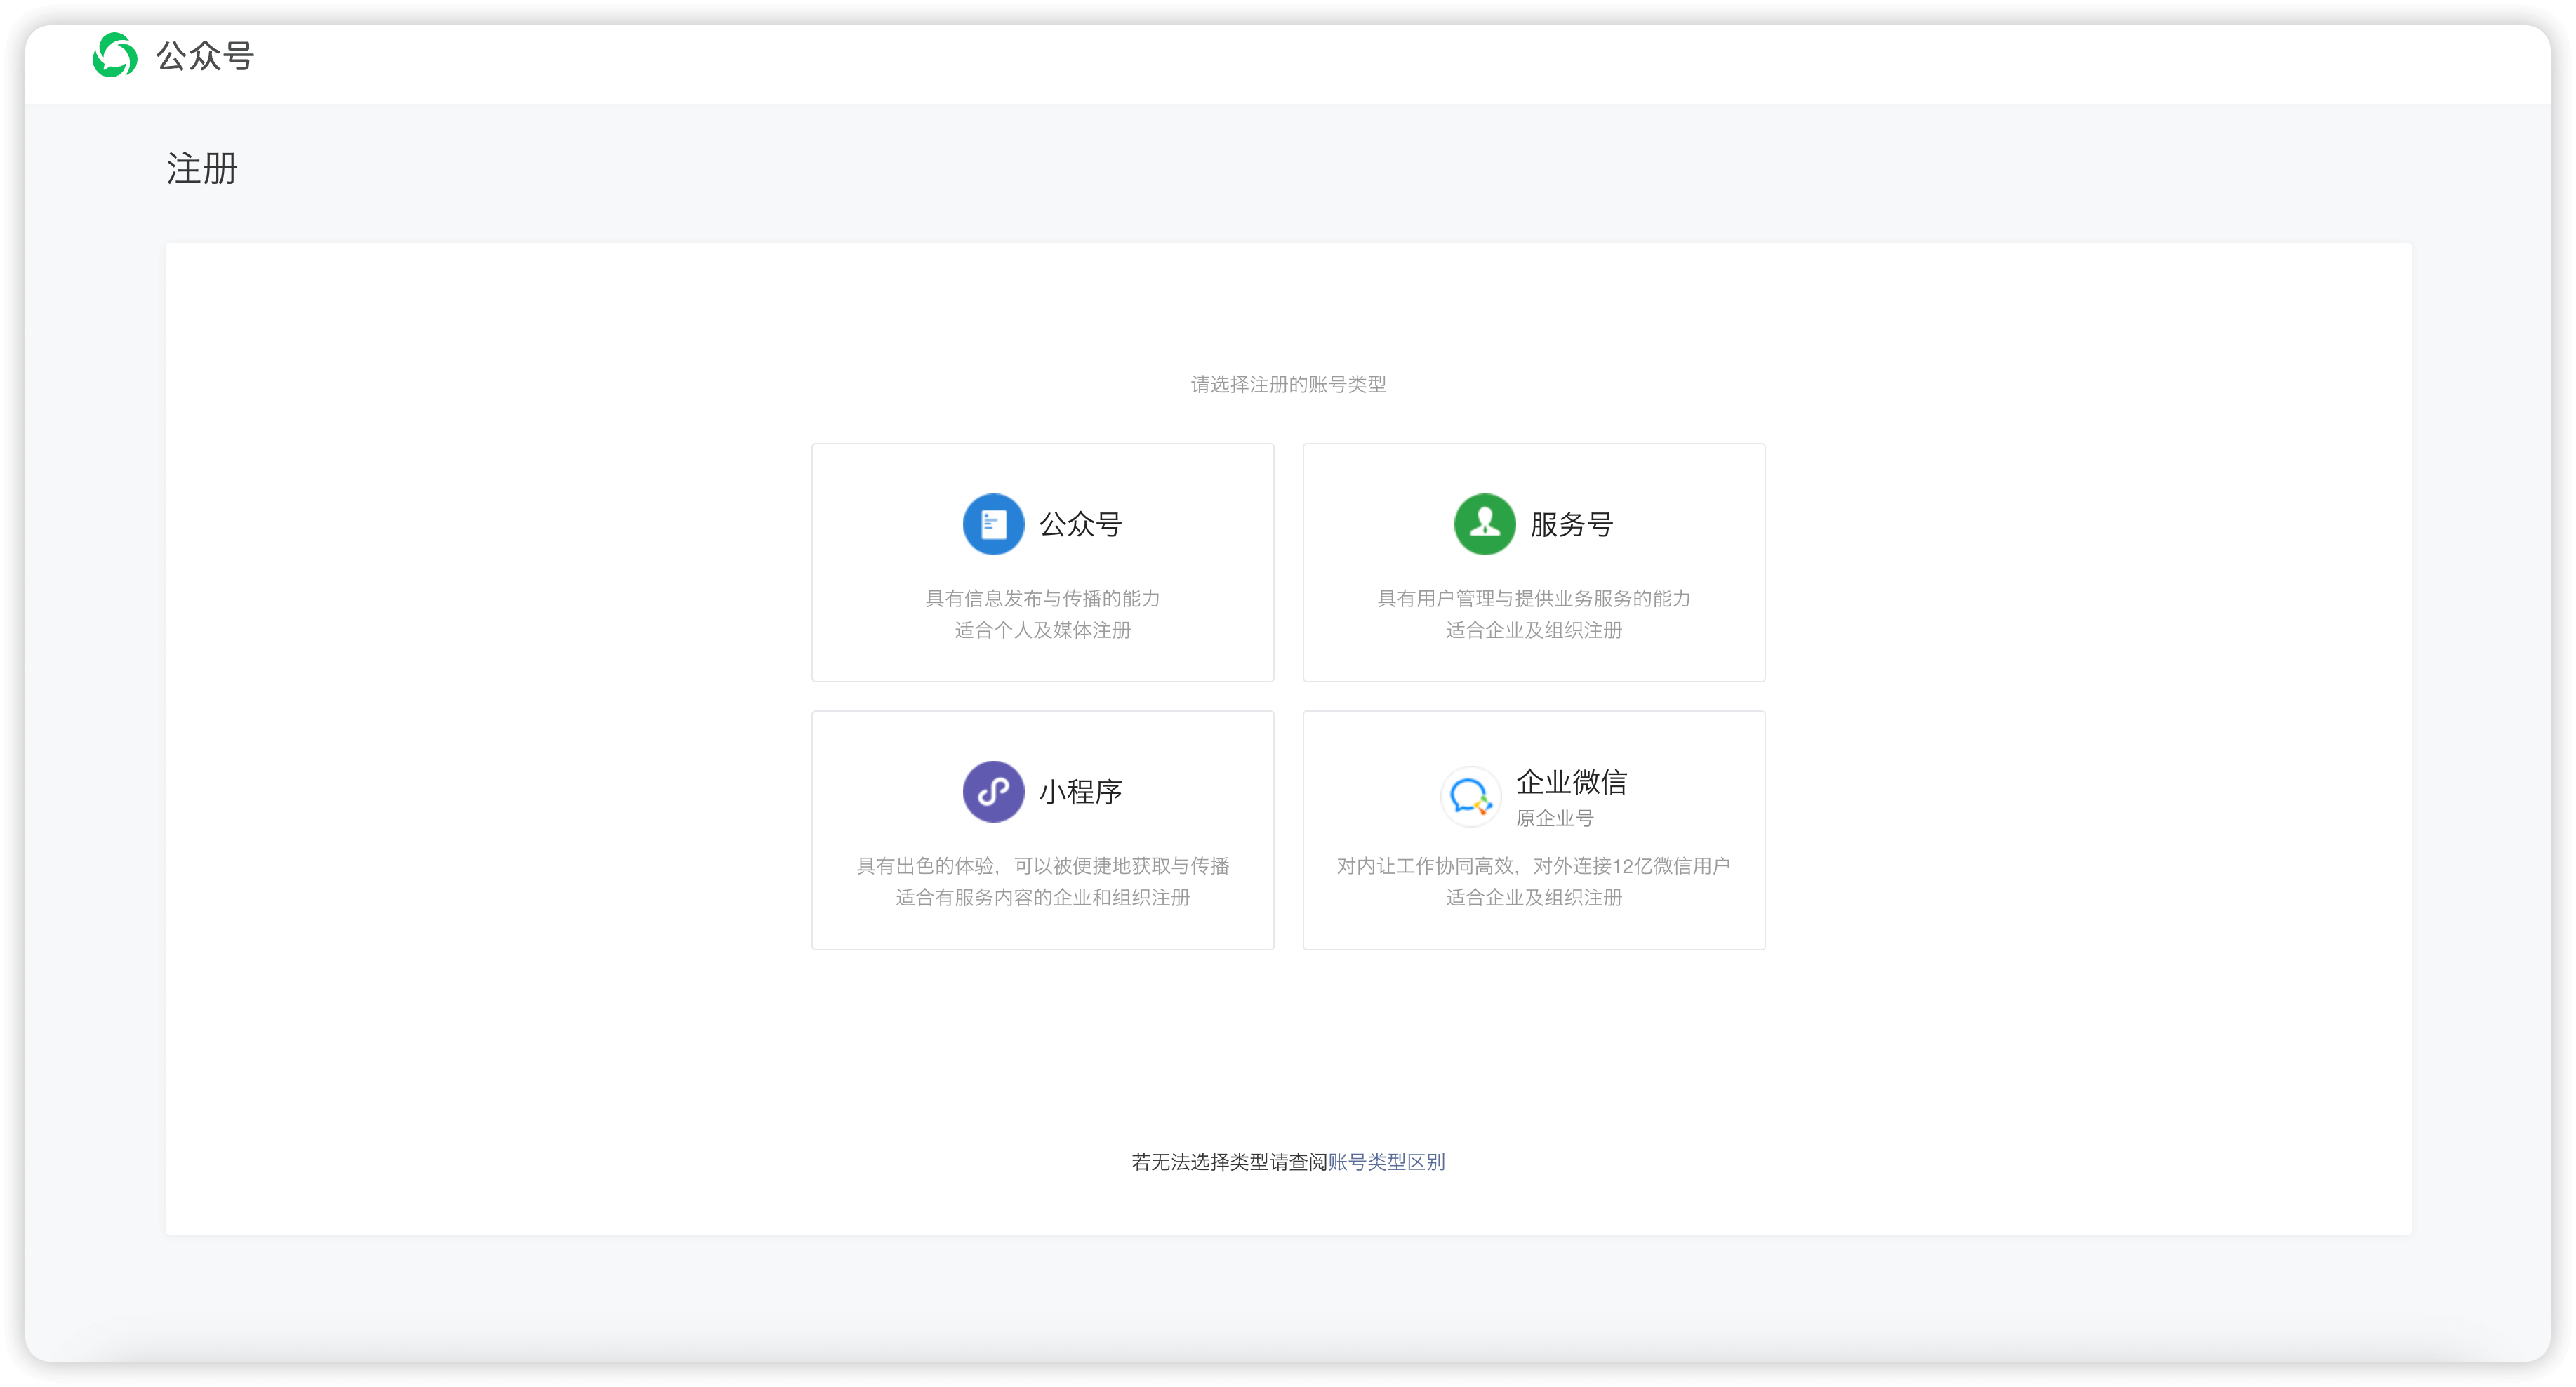 公众号
注册
请选择注册的账号类型
公众号
具有信息发布与传播的能力
适合个人及媒体注册
服务号
具有用户管理与提供业务服务的能力
适合企业及组织注册
小程序
具有出色的体验，可以被便捷地获取与传播
适合有服务内容的企业和组织注册
企业微信
原企业号
对内让工作协同高效，对外连接12亿微信用户
适合企业及组织注册
若无法选择类型请查阅账号类型区别